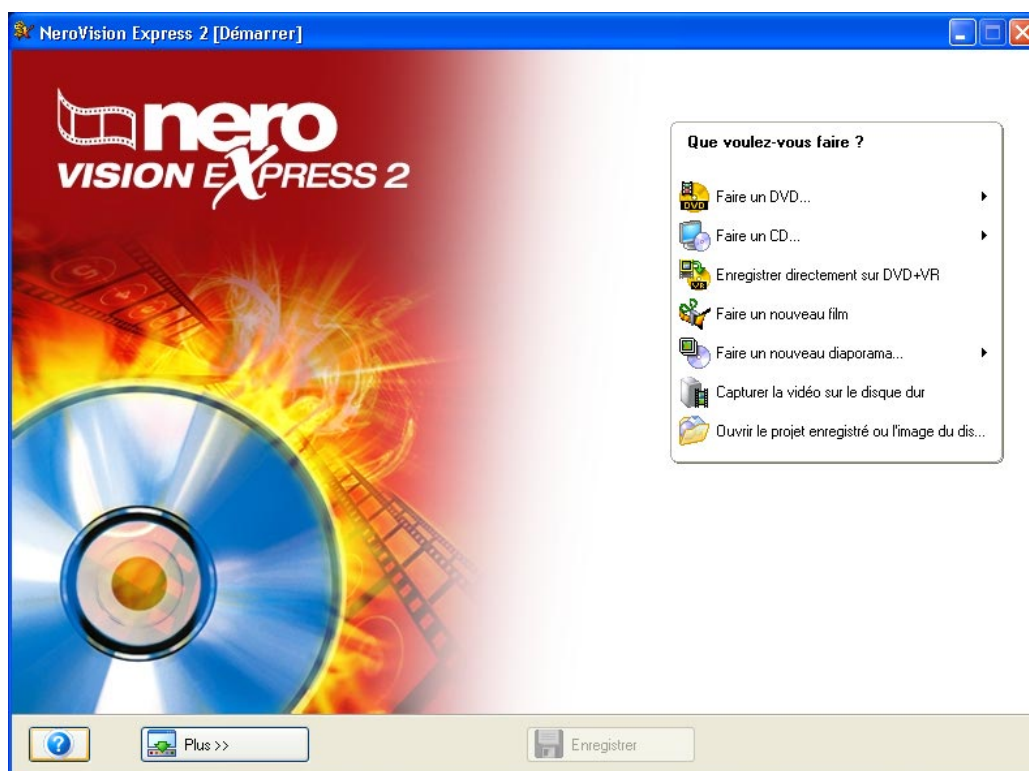 NeroVision Express 2 [Démarrer]
nero
VISION EXPRESS 2
Que voulez-vous faire ?
Faire un DVD...
Faire un CD...
Enregistrer directement sur DVD+VR
Faire un nouveau film
Faire un nouveau diaporama...
Capturer la vidéo sur le disque dur
Ouvrir le projet enregistré ou l'image du dis...
Plus >>
Enregistrer